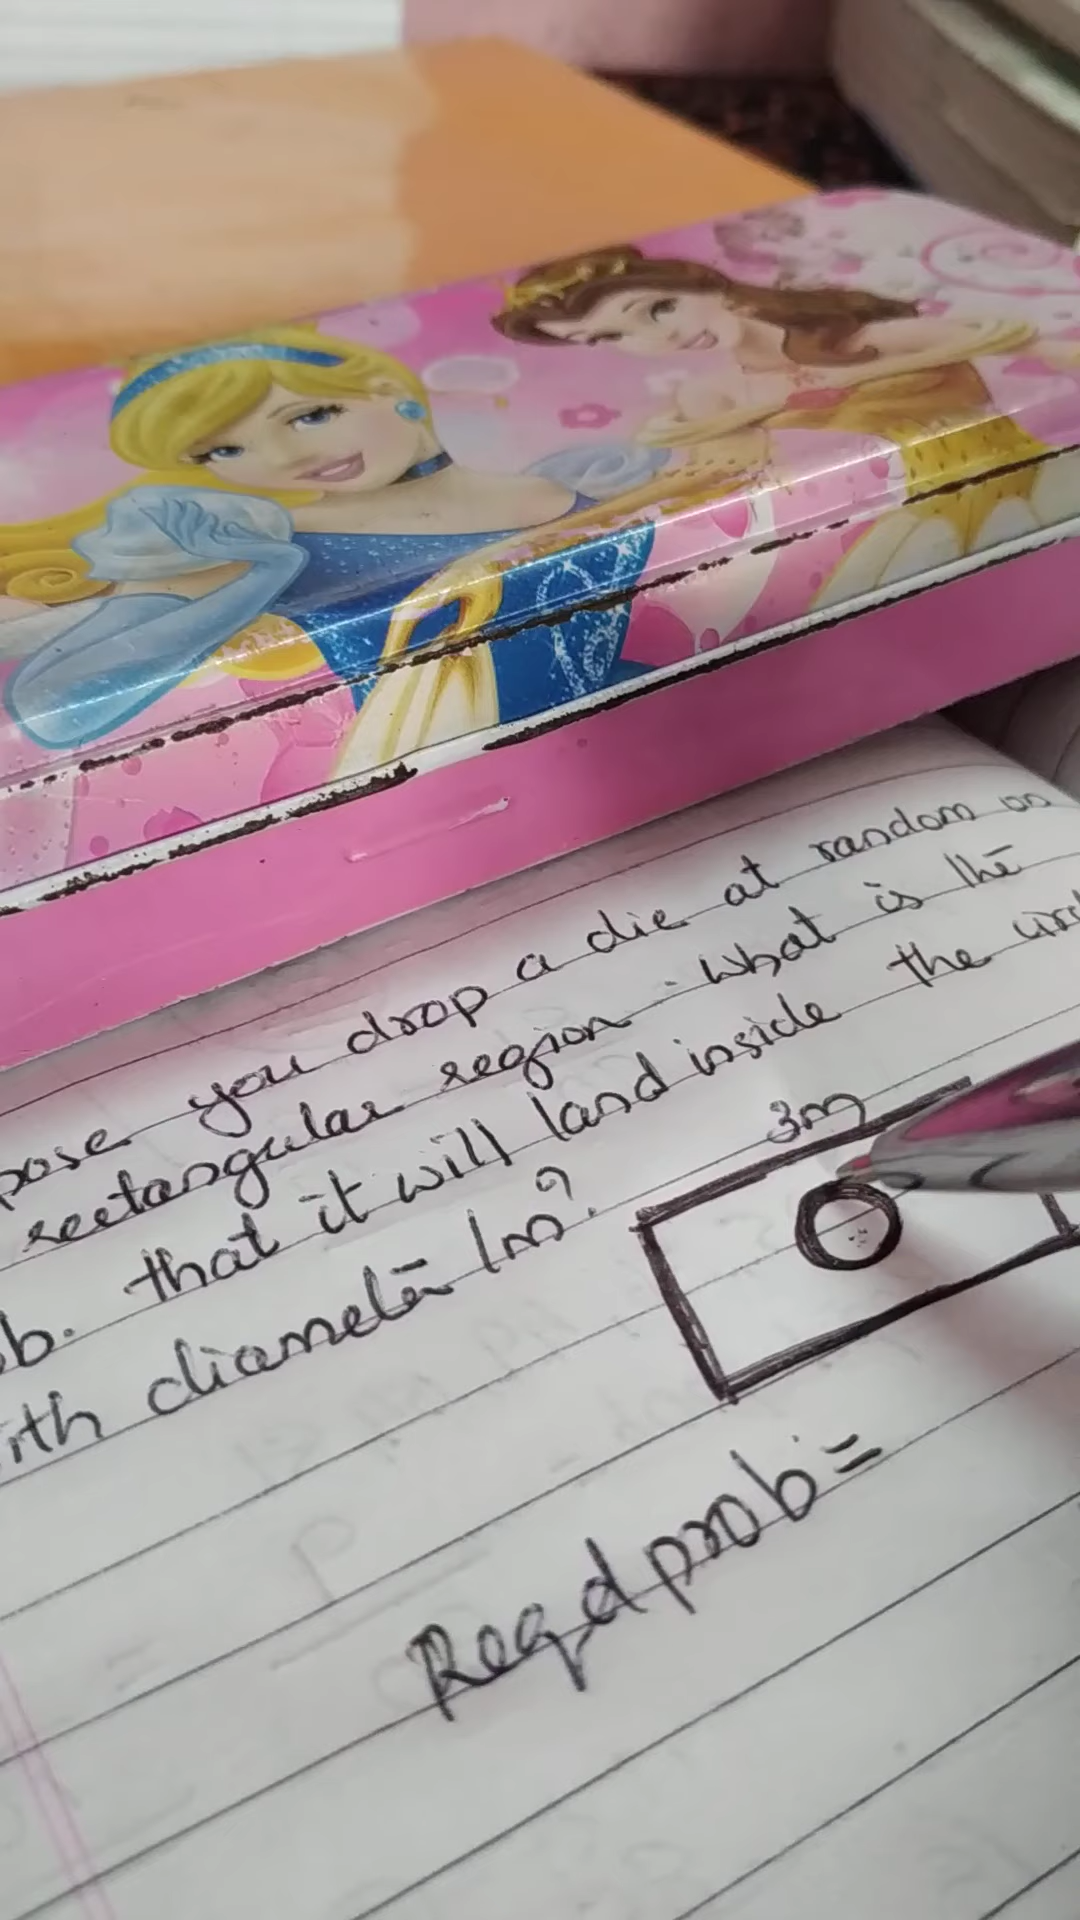 pose you drop a die at random on
rectangular region. what is the
b. that it will land inside the
ith diameter 1m?
3m
Reqd prob =